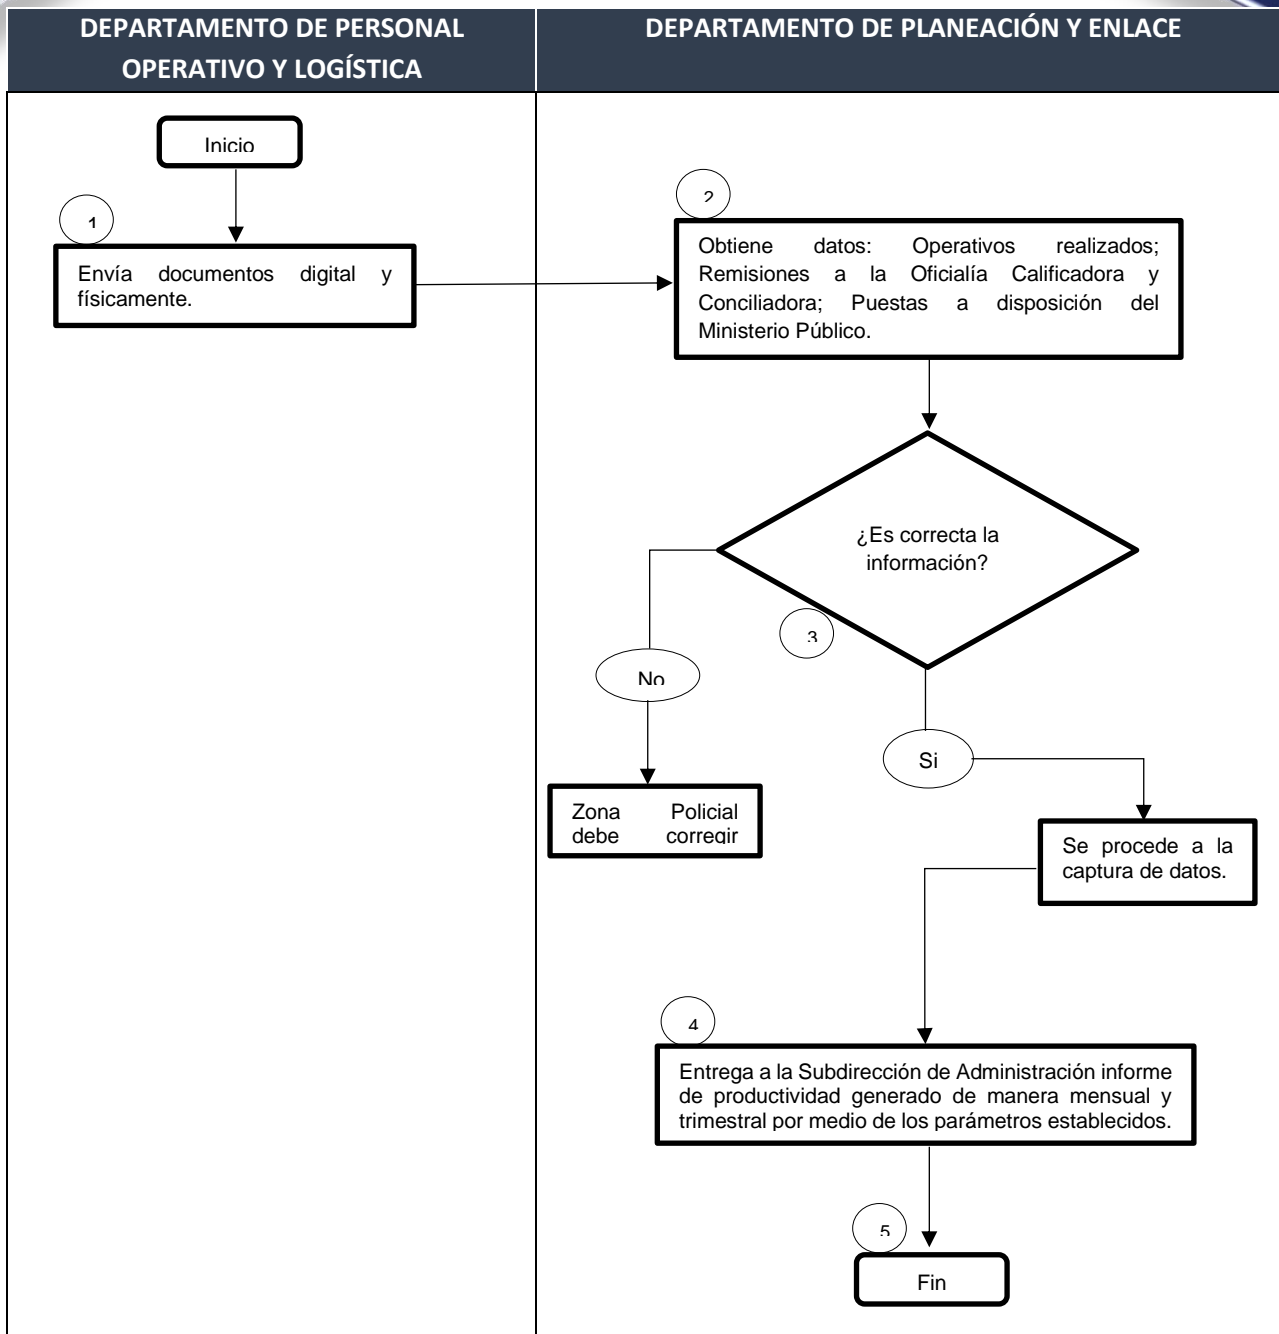 DEPARTAMENTO DE PERSONAL
OPERATIVO Y LOGÍSTICA
DEPARTAMENTO DE PLANEACIÓN Y ENLACE
Inicio
1
Envía documentos digital y
físicamente.
2
Obtiene datos: Operativos realizados;
Remisiones a la Oficialía Calificadora y
Conciliadora; Puestas a disposición del
Ministerio Público.
¿Es correcta la
información?
3
No
Si
Zona Policial
debe corregir
Se procede a la
captura de datos.
4
Entrega a la Subdirección de Administración informe
de productividad generado de manera mensual y
trimestral por medio de los parámetros establecidos.
5
Fin